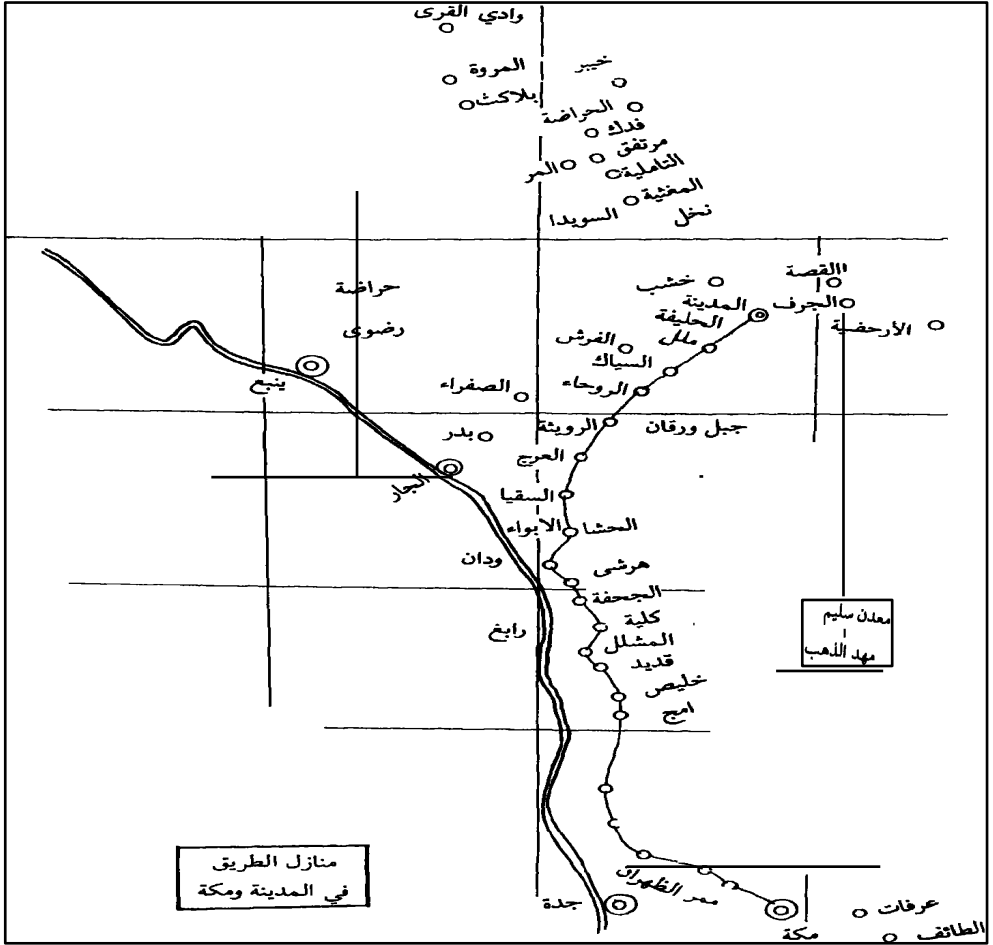 وادي القرى
خيبر
المروة
بلاكث
الحراضة
فدك
مرتفق
المر
التاملية
المغثية
السويدا
نخل
القصة
خشب
حراضة
المدينة
الجرف
الحليفة
الأرحضية
رضوى
ملل
الفرش
السياك
ينبع
الصفراء
الروحاء
الرويثة
جبل ورقان
بدر
العرج
الجار
السقيا
الابواء
الحشا
ودان
هرشى
الجحفة
رابغ
كلية
معدن سليم
المشلل
مهد الذهب
قديد
خليص
امج
منازل الطريق
في المدينة ومكة
ممر الظهران
جدة
عرفات
مكة
الطائف